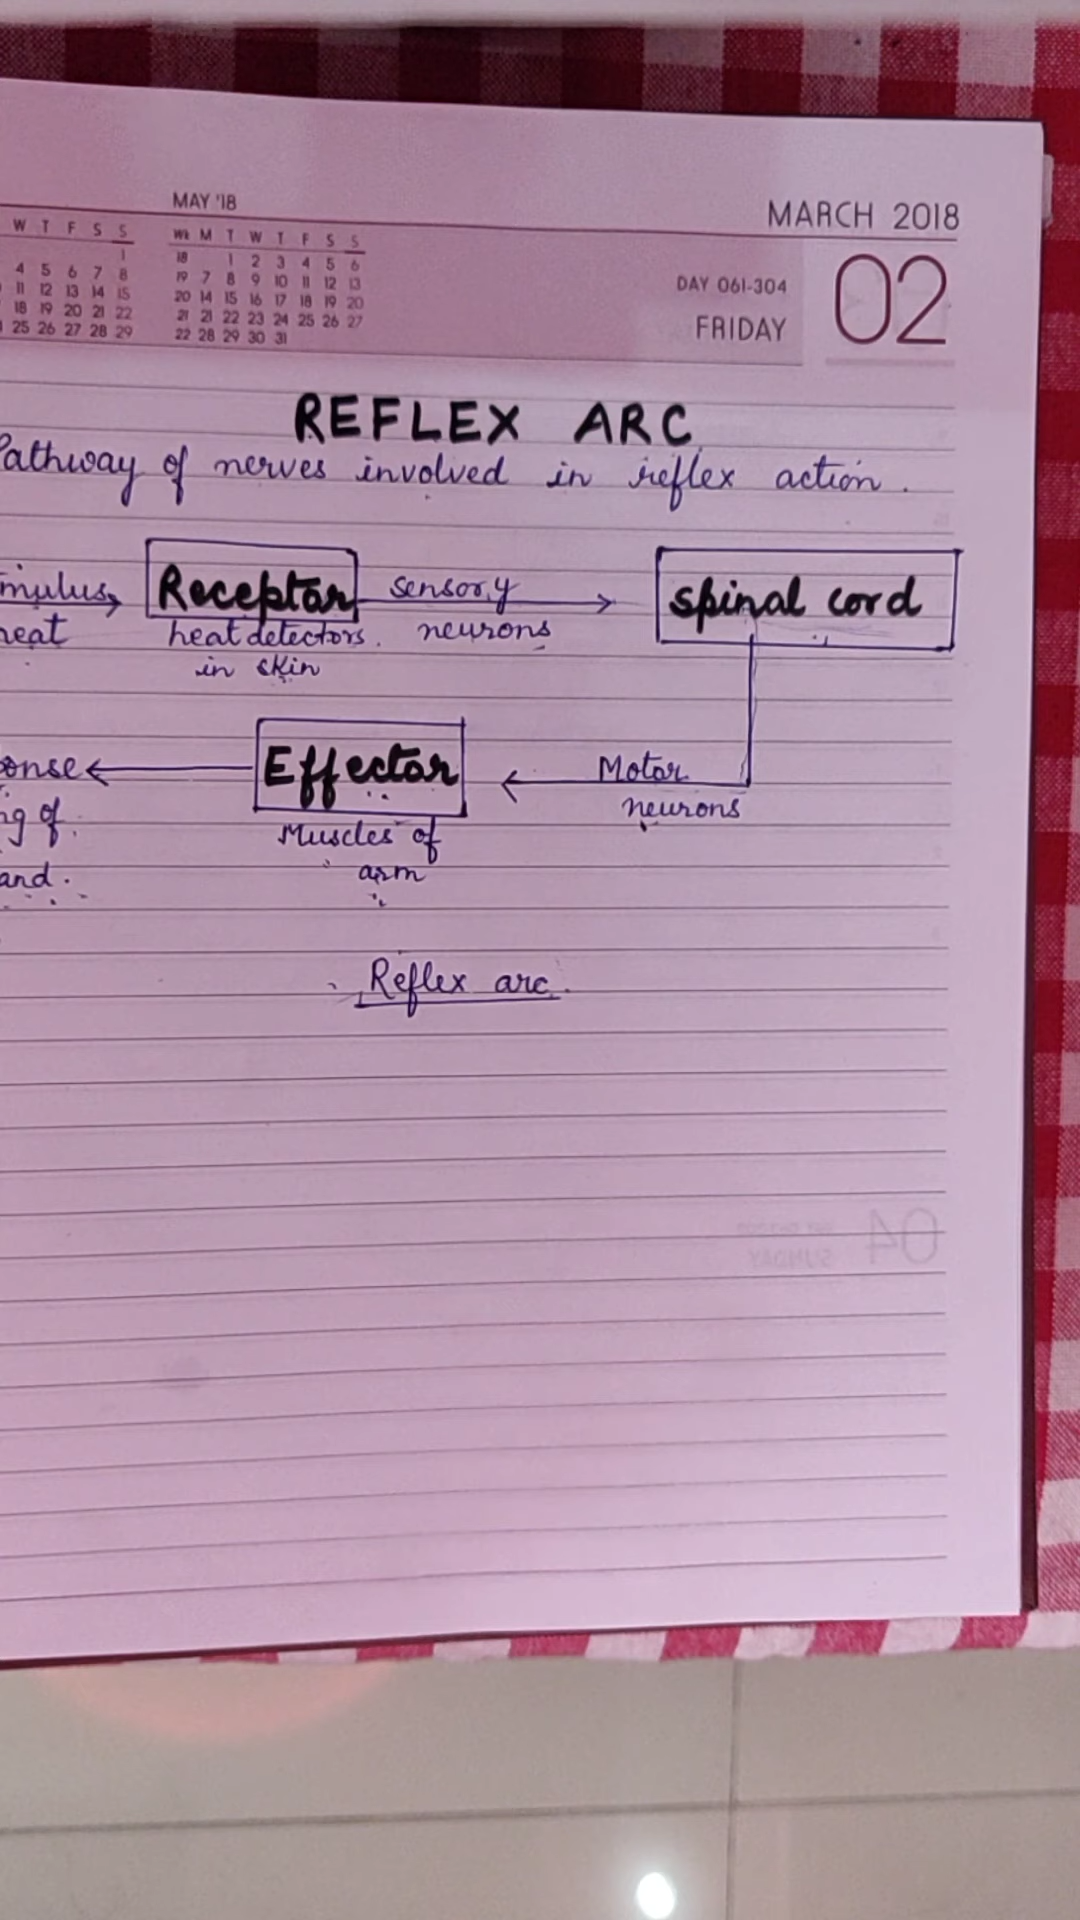 MAY '18
MARCH 2018
W T F S S
Wk M T W T F S S
1
18 1 2 3 4 5 6
4 5 6 7 8
19 7 8 9 10 11 12 13
11 12 13 14 15
20 14 15 16 17 18 19 20
18 19 20 21 22
21 21 22 23 24 25 26 27
25 26 27 28 29
22 28 29 30 31
DAY 061-304
FRIDAY
02
REFLEX ARC
Pathway of nerves involved in reflex action.
mulus Receptor sensory spinal cord
heat heat detectors. neurons
in skin
onse Effector Motor
ng of. neurons
Muscles of
and. arm
Reflex arc.
04
SUNDAY